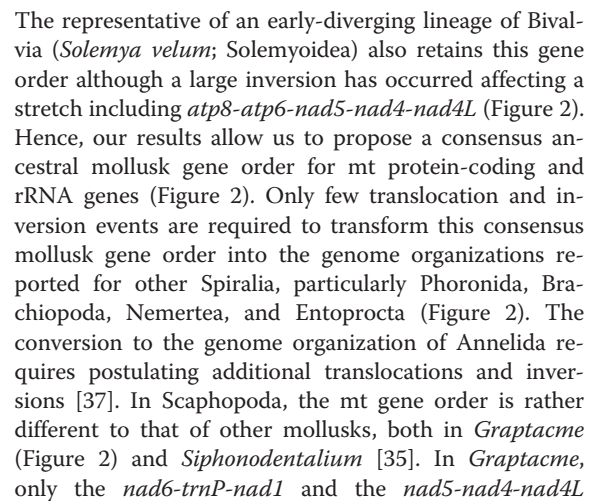 The representative of an early-diverging lineage of Bival-
via (Solemya velum; Solemyoidea) also retains this gene
order although a large inversion has occurred affecting a
stretch including atp8-atp6-nad5-nad4-nad4L (Figure 2).
Hence, our results allow us to propose a consensus an-
cestral mollusk gene order for mt protein-coding and
rRNA genes (Figure 2). Only few translocation and in-
version events are required to transform this consensus
mollusk gene order into the genome organizations re-
ported for other Spiralia, particularly Phoronida, Bra-
chiopoda, Nemertea, and Entoprocta (Figure 2). The
conversion to the genome organization of Annelida re-
quires postulating additional translocations and inver-
sions [37]. In Scaphopoda, the mt gene order is rather
different to that of other mollusks, both in Graptacme
(Figure 2) and Siphonodentalium [35]. In Graptacme,
only the nad6-trnP-nad1 and the nad5-nad4-nad4L